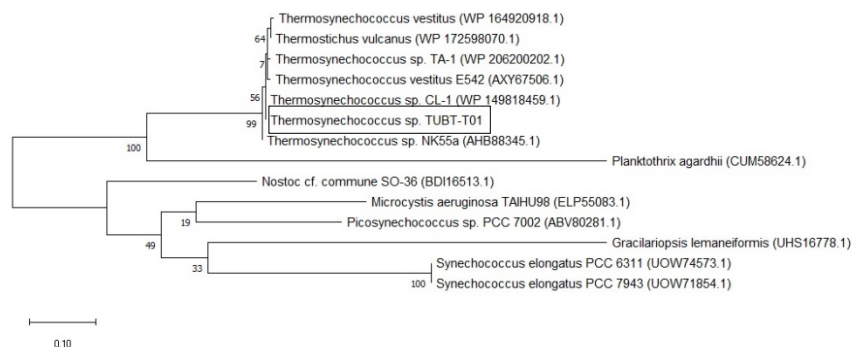 Thermosynechococcus vestitus (WP 164920918.1)
64
Thermostichus vulcanus (WP 172598070.1)
7
Thermosynechococcus sp. TA-1 (WP 206200202.1)
Thermosynechococcus vestitus E542 (AXY67506.1)
56
Thermosynechococcus sp. CL-1 (WP 149818459.1)
99
Thermosynechococcus sp. TUBT-T01
Thermosynechococcus sp. NK55a (AHB88345.1)
100
Planktothrix agardhii (CUM58624.1)
Nostoc cf. commune SO-36 (BDI16513.1)
Microcystis aeruginosa TAIHU98 (ELP55083.1)
19
Picosynechococcus sp. PCC 7002 (ABV80281.1)
49
Gracilariopsis lemaneiformis (UHS16778.1)
33
Synechococcus elongatus PCC 6311 (UOW74573.1)
100
Synechococcus elongatus PCC 7943 (UOW71854.1)
0.10